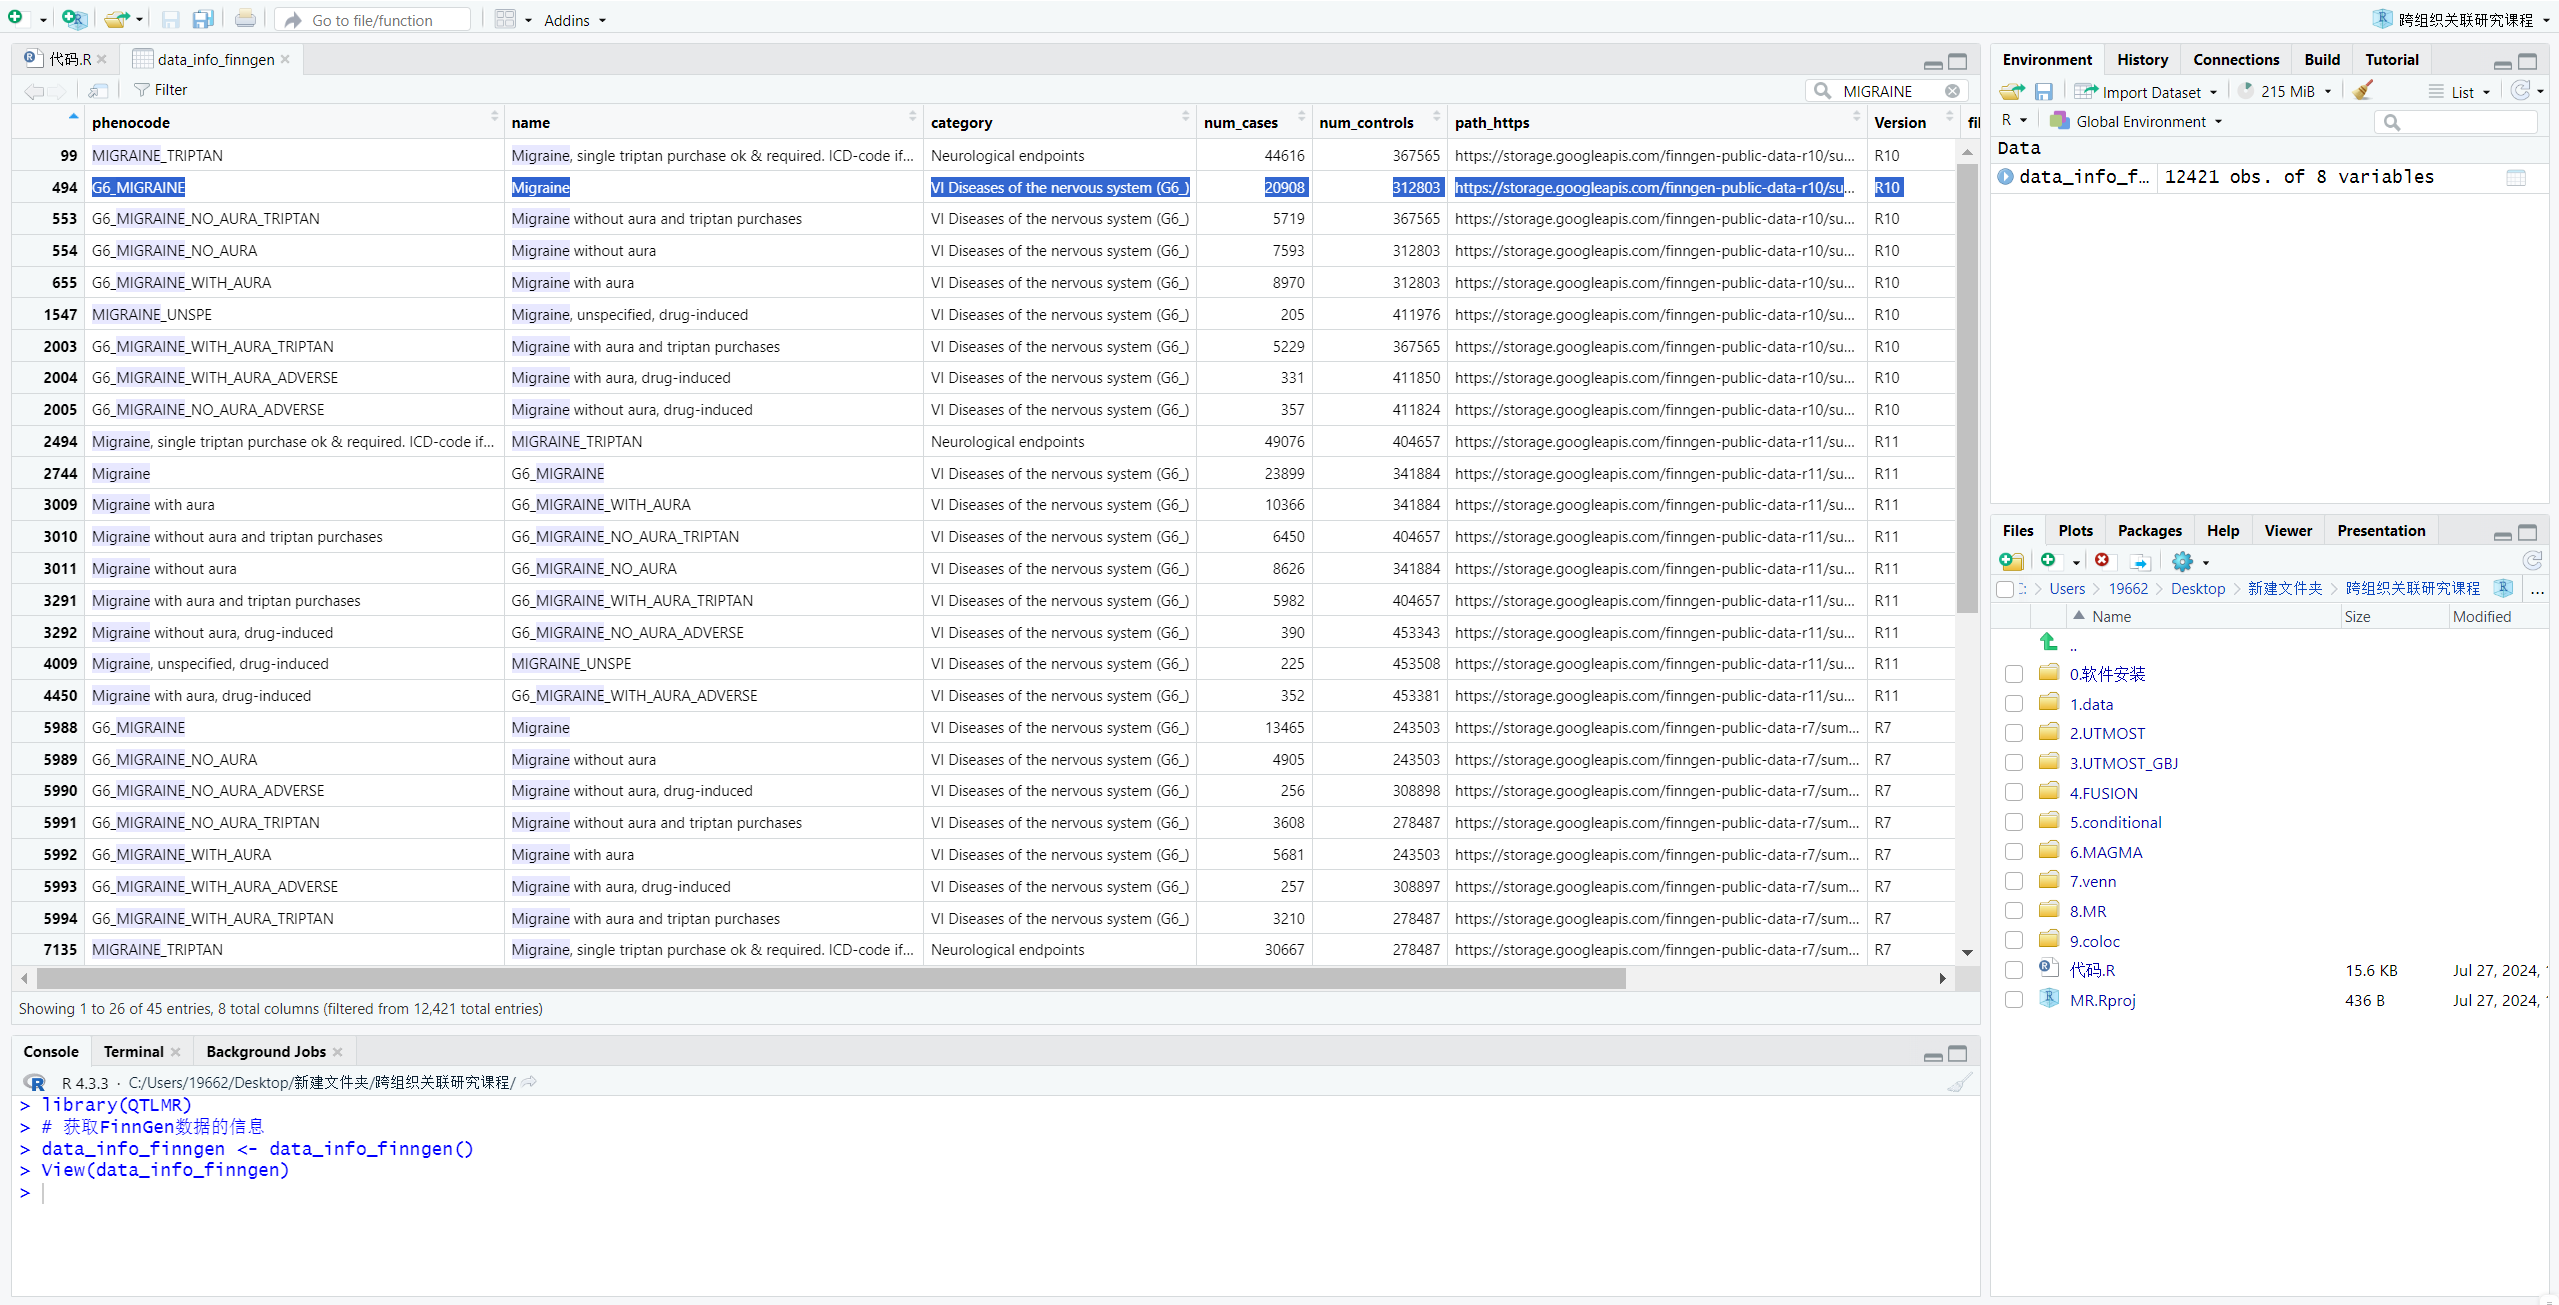 Go to file/function
Addins
跨组织关联研究课程
代码.R
data_info_finngen
Filter
MIGRAINE
phenocode name category num_cases num_controls path_https Version fil
99 MIGRAINE_TRIPTAN Migraine, single triptan purchase ok & required. ICD-code if... Neurological endpoints 44616 367565 https://storage.googleapis.com/finngen-public-data-r10/su... R10
494 G6_MIGRAINE Migraine VI Diseases of the nervous system (G6_) 20908 312803 https://storage.googleapis.com/finngen-public-data-r10/su... R10
553 G6_MIGRAINE_NO_AURA_TRIPTAN Migraine without aura and triptan purchases VI Diseases of the nervous system (G6_) 5719 367565 https://storage.googleapis.com/finngen-public-data-r10/su... R10
554 G6_MIGRAINE_NO_AURA Migraine without aura VI Diseases of the nervous system (G6_) 7593 312803 https://storage.googleapis.com/finngen-public-data-r10/su... R10
655 G6_MIGRAINE_WITH_AURA Migraine with aura VI Diseases of the nervous system (G6_) 8970 312803 https://storage.googleapis.com/finngen-public-data-r10/su... R10
1547 MIGRAINE_UNSPE Migraine, unspecified, drug-induced VI Diseases of the nervous system (G6_) 205 411976 https://storage.googleapis.com/finngen-public-data-r10/su... R10
2003 G6_MIGRAINE_WITH_AURA_TRIPTAN Migraine with aura and triptan purchases VI Diseases of the nervous system (G6_) 5229 367565 https://storage.googleapis.com/finngen-public-data-r10/su... R10
2004 G6_MIGRAINE_WITH_AURA_ADVERSE Migraine with aura, drug-induced VI Diseases of the nervous system (G6_) 331 411850 https://storage.googleapis.com/finngen-public-data-r10/su... R10
2005 G6_MIGRAINE_NO_AURA_ADVERSE Migraine without aura, drug-induced VI Diseases of the nervous system (G6_) 357 411824 https://storage.googleapis.com/finngen-public-data-r10/su... R10
2494 Migraine, single triptan purchase ok & required. ICD-code if... MIGRAINE_TRIPTAN Neurological endpoints 49076 404657 https://storage.googleapis.com/finngen-public-data-r11/su... R11
2744 Migraine G6_MIGRAINE VI Diseases of the nervous system (G6_) 23899 341884 https://storage.googleapis.com/finngen-public-data-r11/su... R11
3009 Migraine with aura G6_MIGRAINE_WITH_AURA VI Diseases of the nervous system (G6_) 10366 341884 https://storage.googleapis.com/finngen-public-data-r11/su... R11
3010 Migraine without aura and triptan purchases G6_MIGRAINE_NO_AURA_TRIPTAN VI Diseases of the nervous system (G6_) 6450 404657 https://storage.googleapis.com/finngen-public-data-r11/su... R11
3011 Migraine without aura G6_MIGRAINE_NO_AURA VI Diseases of the nervous system (G6_) 8626 341884 https://storage.googleapis.com/finngen-public-data-r11/su... R11
3291 Migraine with aura and triptan purchases G6_MIGRAINE_WITH_AURA_TRIPTAN VI Diseases of the nervous system (G6_) 5982 404657 https://storage.googleapis.com/finngen-public-data-r11/su... R11
3292 Migraine without aura, drug-induced G6_MIGRAINE_NO_AURA_ADVERSE VI Diseases of the nervous system (G6_) 390 453343 https://storage.googleapis.com/finngen-public-data-r11/su... R11
4009 Migraine, unspecified, drug-induced MIGRAINE_UNSPE VI Diseases of the nervous system (G6_) 225 453508 https://storage.googleapis.com/finngen-public-data-r11/su... R11
4450 Migraine with aura, drug-induced G6_MIGRAINE_WITH_AURA_ADVERSE VI Diseases of the nervous system (G6_) 352 453381 https://storage.googleapis.com/finngen-public-data-r11/su... R11
5988 G6_MIGRAINE Migraine VI Diseases of the nervous system (G6_) 13465 243503 https://storage.googleapis.com/finngen-public-data-r7/sum... R7
5989 G6_MIGRAINE_NO_AURA Migraine without aura VI Diseases of the nervous system (G6_) 4905 243503 https://storage.googleapis.com/finngen-public-data-r7/sum... R7
5990 G6_MIGRAINE_NO_AURA_ADVERSE Migraine without aura, drug-induced VI Diseases of the nervous system (G6_) 256 308898 https://storage.googleapis.com/finngen-public-data-r7/sum... R7
5991 G6_MIGRAINE_NO_AURA_TRIPTAN Migraine without aura and triptan purchases VI Diseases of the nervous system (G6_) 3608 278487 https://storage.googleapis.com/finngen-public-data-r7/sum... R7
5992 G6_MIGRAINE_WITH_AURA Migraine with aura VI Diseases of the nervous system (G6_) 5681 243503 https://storage.googleapis.com/finngen-public-data-r7/sum... R7
5993 G6_MIGRAINE_WITH_AURA_ADVERSE Migraine with aura, drug-induced VI Diseases of the nervous system (G6_) 257 308897 https://storage.googleapis.com/finngen-public-data-r7/sum... R7
5994 G6_MIGRAINE_WITH_AURA_TRIPTAN Migraine with aura and triptan purchases VI Diseases of the nervous system (G6_) 3210 278487 https://storage.googleapis.com/finngen-public-data-r7/sum... R7
7135 MIGRAINE_TRIPTAN Migraine, single triptan purchase ok & required. ICD-code if... Neurological endpoints 30667 278487 https://storage.googleapis.com/finngen-public-data-r7/sum... R7
Showing 1 to 26 of 45 entries, 8 total columns (filtered from 12,421 total entries)
Console Terminal Background Jobs
R 4.3.3 · C:/Users/19662/Desktop/新建文件夹/跨组织关联研究课程/
> library(QTLMR)
> # 获取FinnGen数据的信息
> data_info_finngen <- data_info_finngen()
> View(data_info_finngen)
>
Environment History Connections Build Tutorial
Import Dataset 215 MiB List
R Global Environment
Data
data_info_f... 12421 obs. of 8 variables
Files Plots Packages Help Viewer Presentation
: > Users > 19662 > Desktop > 新建文件夹 > 跨组织关联研究课程 ...
Name Size Modified
..
0.软件安装
1.data
2.UTMOST
3.UTMOST_GBJ
4.FUSION
5.conditional
6.MAGMA
7.venn
8.MR
9.coloc
代码.R 15.6 KB Jul 27, 2024,
MR.Rproj 436 B Jul 27, 2024,